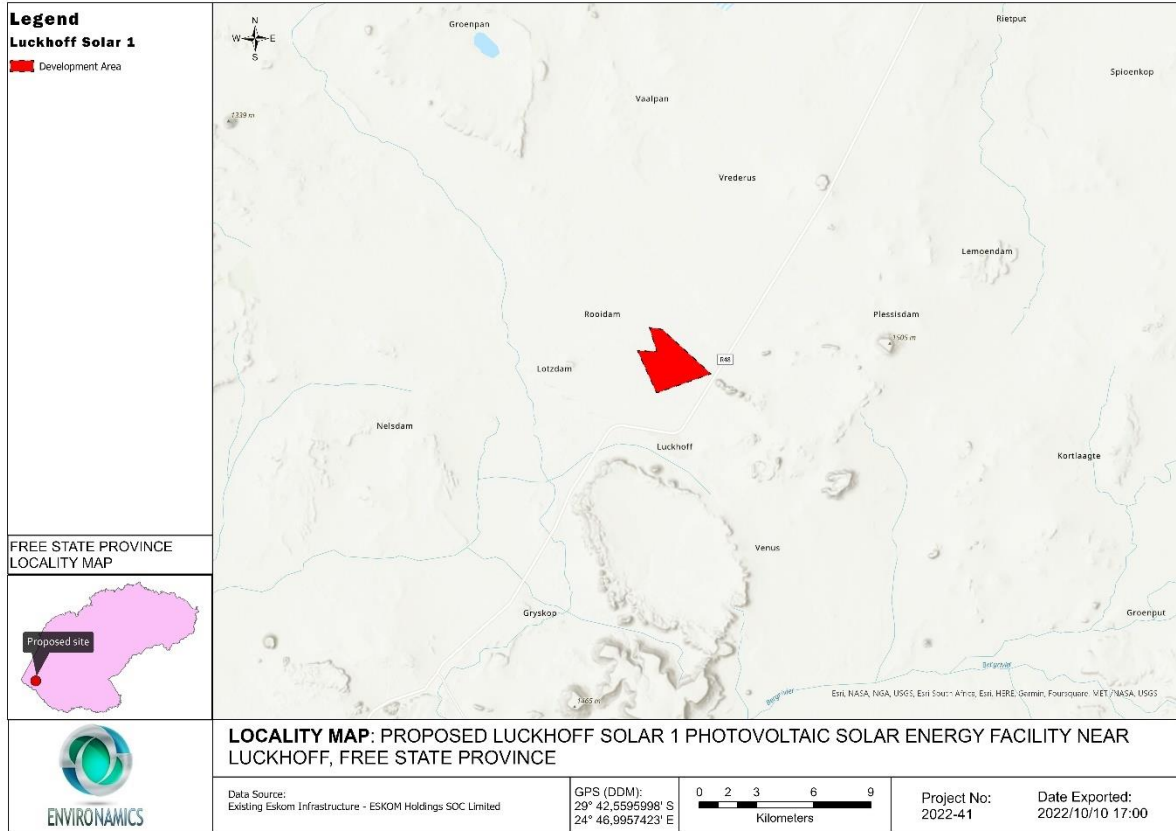 Legend
Luckhoff Solar 1
Development Area
N
W E
S
Groenpan
Rietput
Spioenkop
Vaalpan
1339 m
Vrederus
Lemoendam
Rooidam
Plessisdam
1505 m
R48
Lotzdam
Nelsdam
Luckhoff
Kortlaagte
Venus
Gryskop
Groenput
Bergrivier
Bergrivier
1465 m
Esri, NASA, NGA, USGS, Esri South Africa, Esri, HERE, Garmin, Foursquare, METI/NASA, USGS
FREE STATE PROVINCE
LOCALITY MAP
Proposed site
ENVIRONAMICS
LOCALITY MAP: PROPOSED LUCKHOFF SOLAR 1 PHOTOVOLTAIC SOLAR ENERGY FACILITY NEAR
LUCKHOFF, FREE STATE PROVINCE
Data Source:
Existing Eskom Infrastructure - ESKOM Holdings SOC Limited
GPS (DDM):
29° 42,5595998' S
24° 46,9957423' E
0 2 3 6 9
Kilometers
Project No:
2022-41
Date Exported:
2022/10/10 17:00